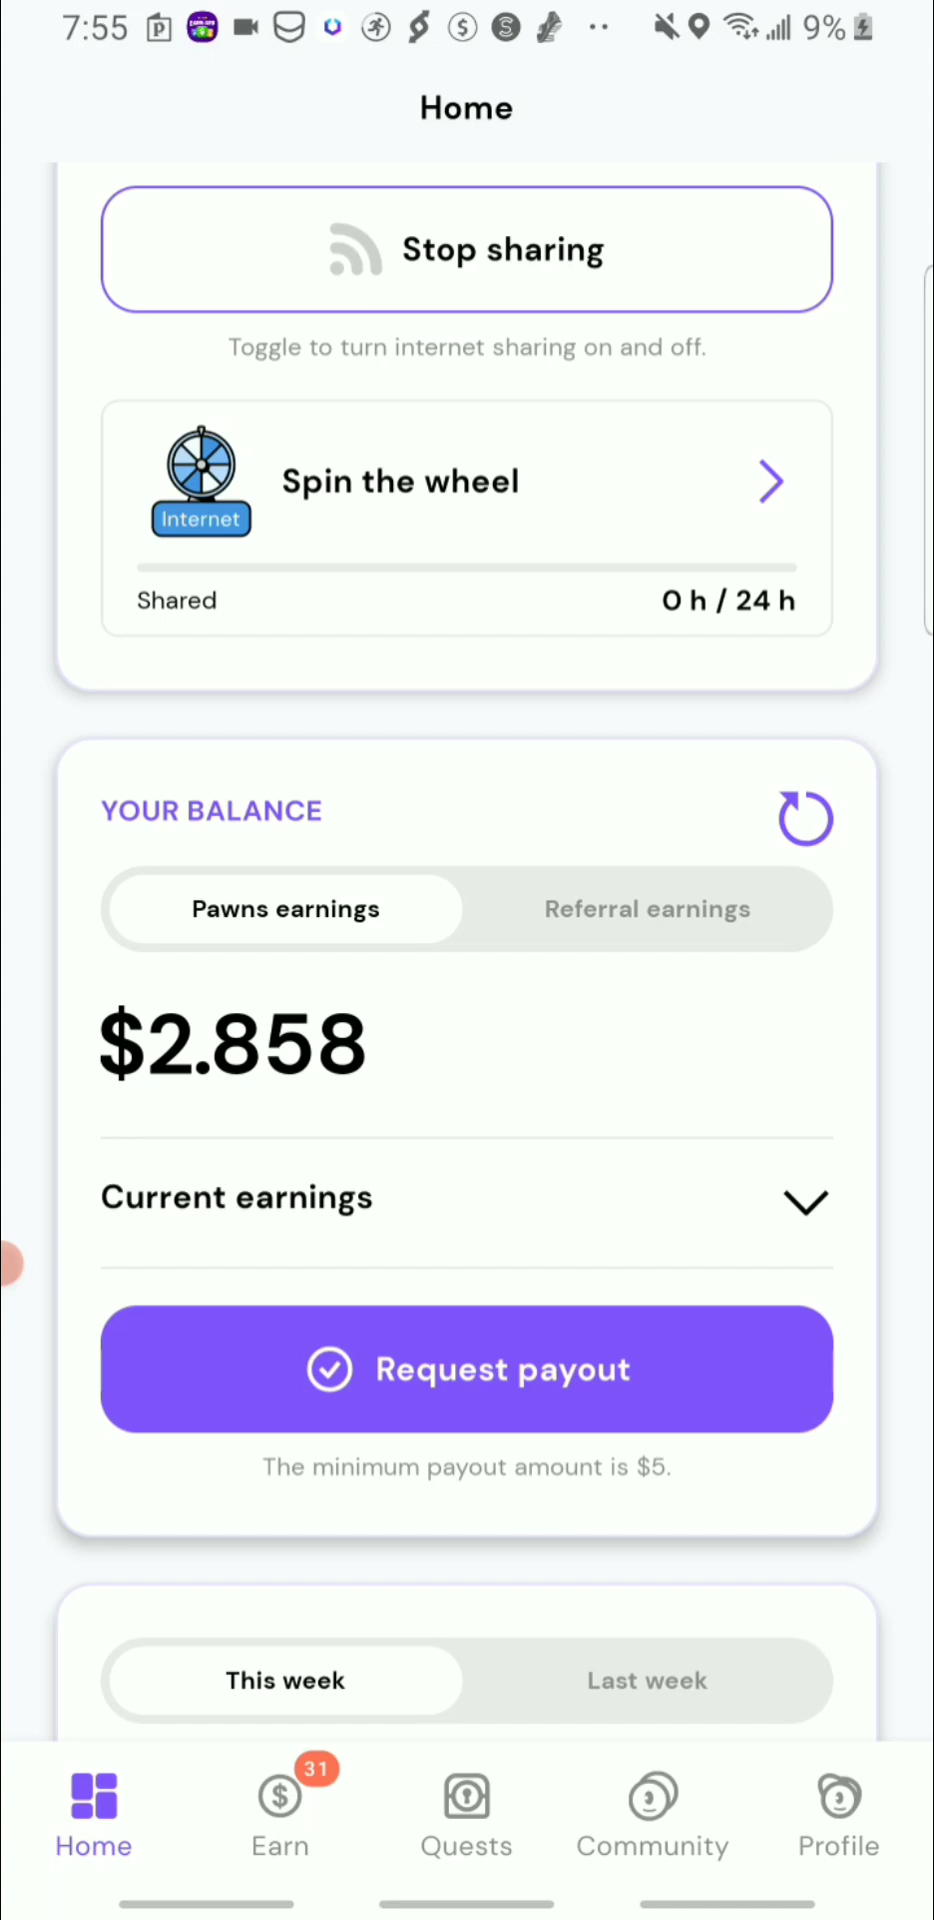 7:55 9%
Home
Stop sharing
Toggle to turn internet sharing on and off.
Spin the wheel
Internet
Shared 0 h / 24 h
YOUR BALANCE
Pawns earnings Referral earnings
$2.858
Current earnings
Request payout
The minimum payout amount is $5.
This week Last week
31
Home Earn Quests Community Profile